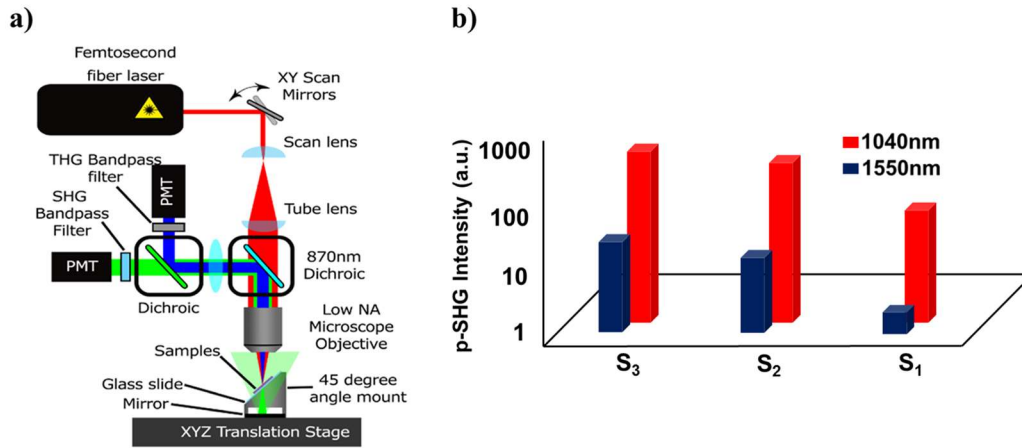 a)
Femtosecond
fiber laser
XY Scan
Mirrors
Scan lens
THG Bandpass
filter
PMT
SHG
Bandpass
Filter
Tube lens
PMT
870nm
Dichroic
Dichroic
Low NA
Microscope
Objective
Samples
Glass slide
Mirror
45 degree
angle mount
XYZ Translation Stage
b)
p-SHG Intensity (a.u.)
1000
100
10
1
1040nm
1550nm
S₃
S₂
S₁